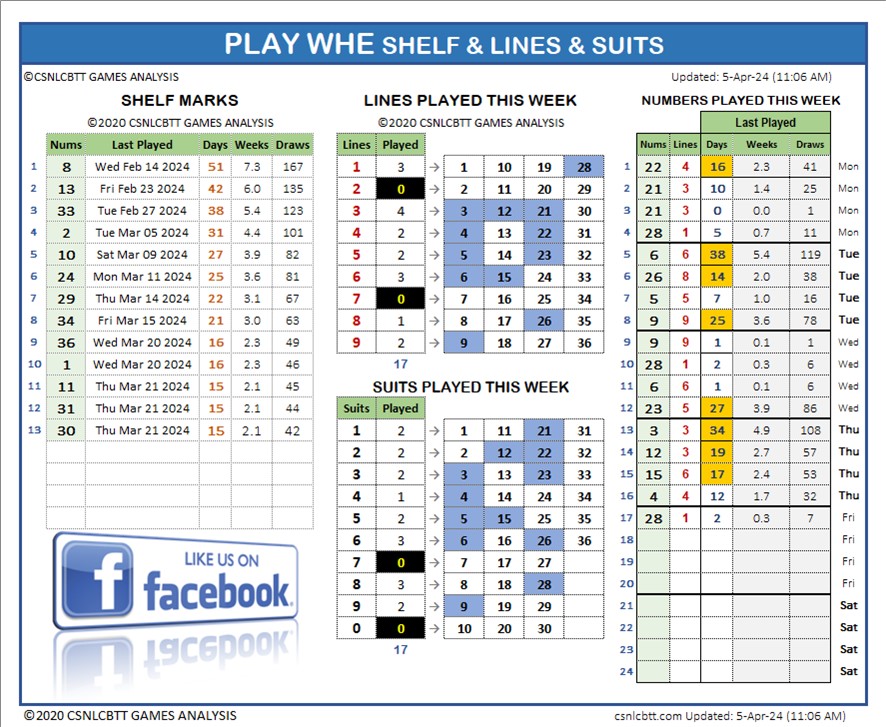 PLAY WHE SHELF & LINES & SUITS
©CSNLCBTT GAMES ANALYSIS
Updated: 5-Apr-24 (11:06 AM)
SHELF MARKS
©2020 CSNLCBTT GAMES ANALYSIS
Nums Last Played Days Weeks Draws
1 8 Wed Feb 14 2024 51 7.3 167
2 13 Fri Feb 23 2024 42 6.0 135
3 33 Tue Feb 27 2024 38 5.4 123
4 2 Tue Mar 05 2024 31 4.4 101
5 10 Sat Mar 09 2024 27 3.9 82
6 24 Mon Mar 11 2024 25 3.6 81
7 29 Thu Mar 14 2024 22 3.1 67
8 34 Fri Mar 15 2024 21 3.0 63
9 36 Wed Mar 20 2024 16 2.3 49
10 1 Wed Mar 20 2024 16 2.3 46
11 11 Thu Mar 21 2024 15 2.1 45
12 31 Thu Mar 21 2024 15 2.1 44
13 30 Thu Mar 21 2024 15 2.1 42
LIKE US ON
facebook
LINES PLAYED THIS WEEK
©2020 CSNLCBTT GAMES ANALYSIS
Lines Played
1 3 → 1 10 19 28
2 0 → 2 11 20 29
3 4 → 3 12 21 30
4 2 → 4 13 22 31
5 2 → 5 14 23 32
6 3 → 6 15 24 33
7 0 → 7 16 25 34
8 1 → 8 17 26 35
9 2 → 9 18 27 36
17
SUITS PLAYED THIS WEEK
Suits Played
1 2 → 1 11 21 31
2 2 → 2 12 22 32
3 2 → 3 13 23 33
4 1 → 4 14 24 34
5 2 → 5 15 25 35
6 3 → 6 16 26 36
7 0 → 7 17 27
8 3 → 8 18 28
9 2 → 9 19 29
0 0 → 10 20 30
17
NUMBERS PLAYED THIS WEEK
Last Played
Nums Lines Days Weeks Draws
1 22 4 16 2.3 41 Mon
2 21 3 10 1.4 25 Mon
3 21 3 0 0.0 1 Mon
4 28 1 5 0.7 11 Mon
5 6 6 38 5.4 119 Tue
6 26 8 14 2.0 38 Tue
7 5 5 7 1.0 16 Tue
8 9 9 25 3.6 78 Tue
9 9 9 1 0.1 1 Wed
10 28 1 2 0.3 6 Wed
11 6 6 1 0.1 6 Wed
12 23 5 27 3.9 86 Wed
13 3 3 34 4.9 108 Thu
14 12 3 19 2.7 57 Thu
15 15 6 17 2.4 53 Thu
16 4 4 12 1.7 32 Thu
17 28 1 2 0.3 7 Fri
18 Fri
19 Fri
20 Fri
21 Sat
22 Sat
23 Sat
24 Sat
©2020 CSNLCBTT GAMES ANALYSIS
csnlcbtt.com Updated: 5-Apr-24 (11:06 AM)